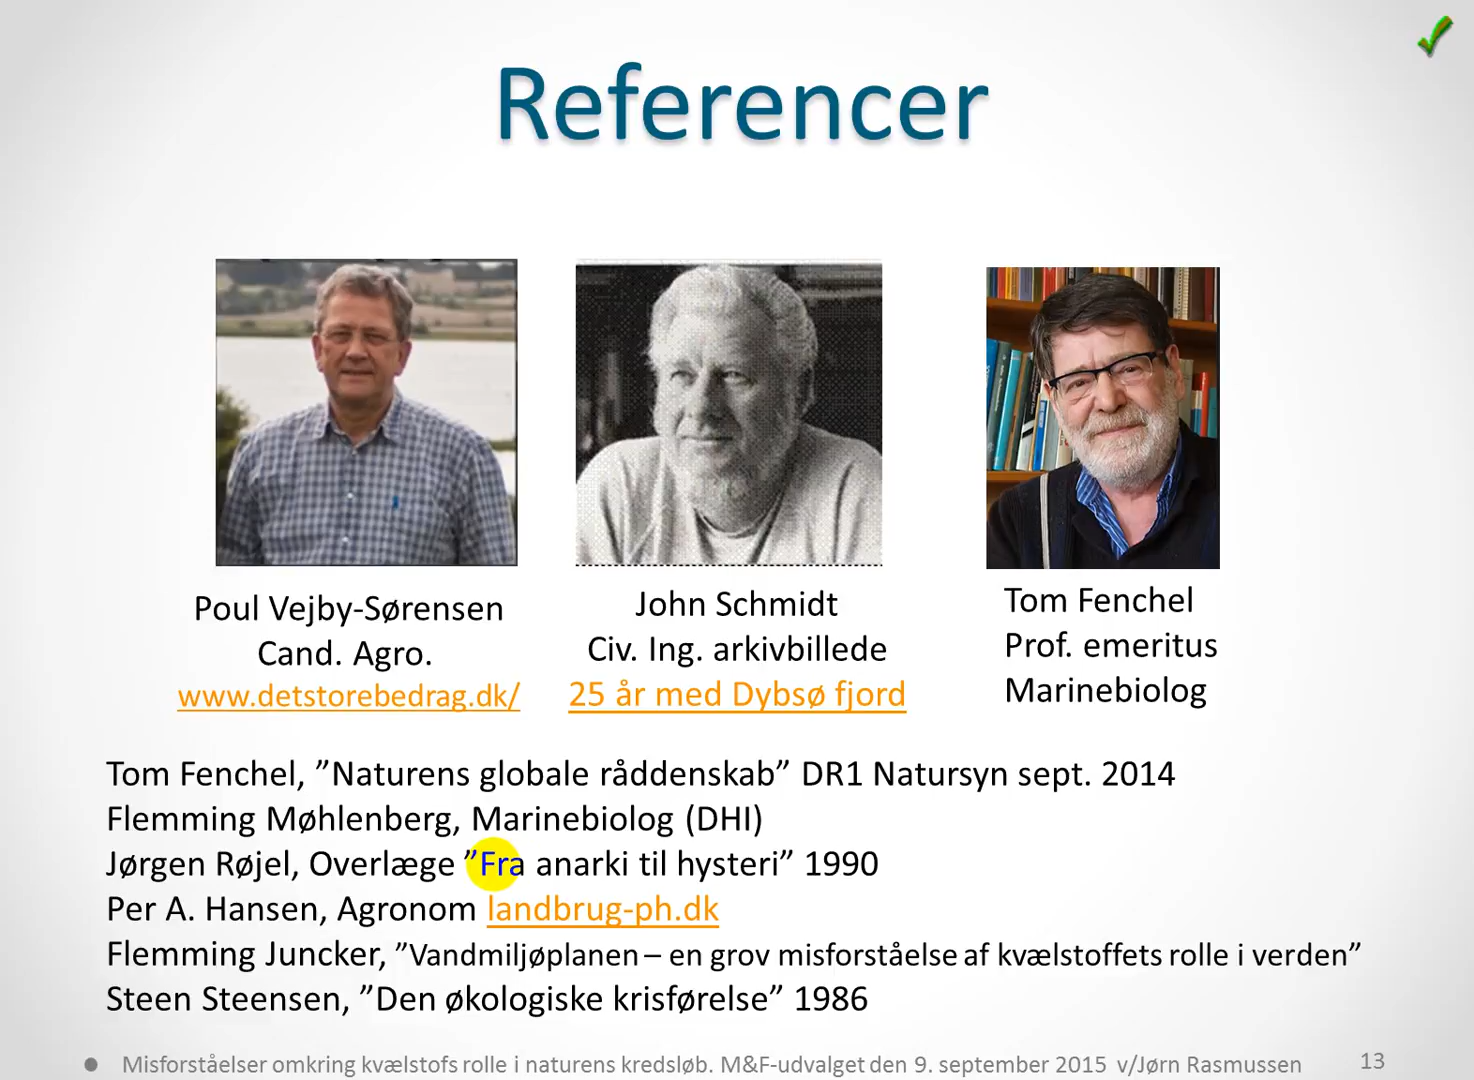 Referencer
Poul Vejby-Sørensen
Cand. Agro.
www.detstorebedrag.dk/
John Schmidt
Civ. Ing. arkivbillede
25 år med Dybsø fjord
Tom Fenchel
Prof. emeritus
Marinebiolog
Tom Fenchel, ”Naturens globale råddenskab” DR1 Natursyn sept. 2014
Flemming Møhlenberg, Marinebiolog (DHI)
Jørgen Røjel, Overlæge ”Fra anarki til hysteri” 1990
Per A. Hansen, Agronom landbrug-ph.dk
Flemming Juncker, ”Vandmiljøplanen – en grov misforståelse af kvælstoffets rolle i verden”
Steen Steensen, ”Den økologiske krisførelse” 1986
Misforståelser omkring kvælstofs rolle i naturens kredsløb. M&F-udvalget den 9. september 2015 v/Jørn Rasmussen
13